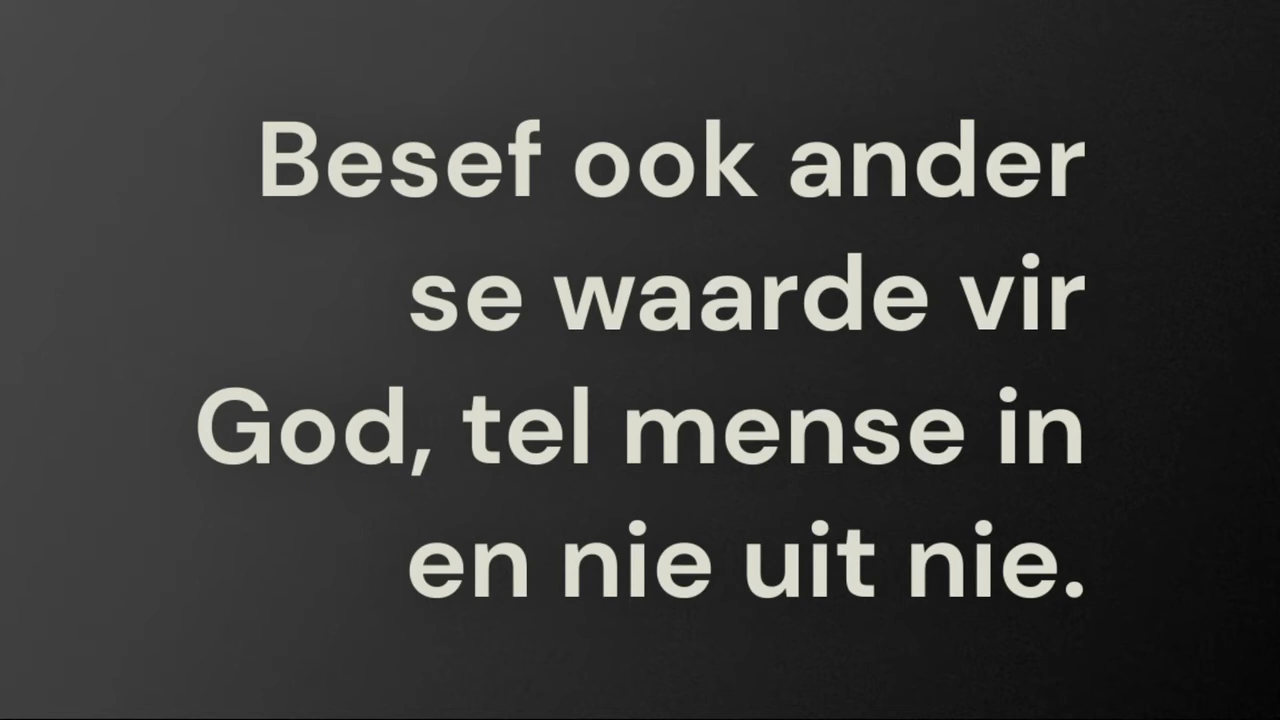 Besef ook ander
se waarde vir
God, tel mense in
en nie uit nie.